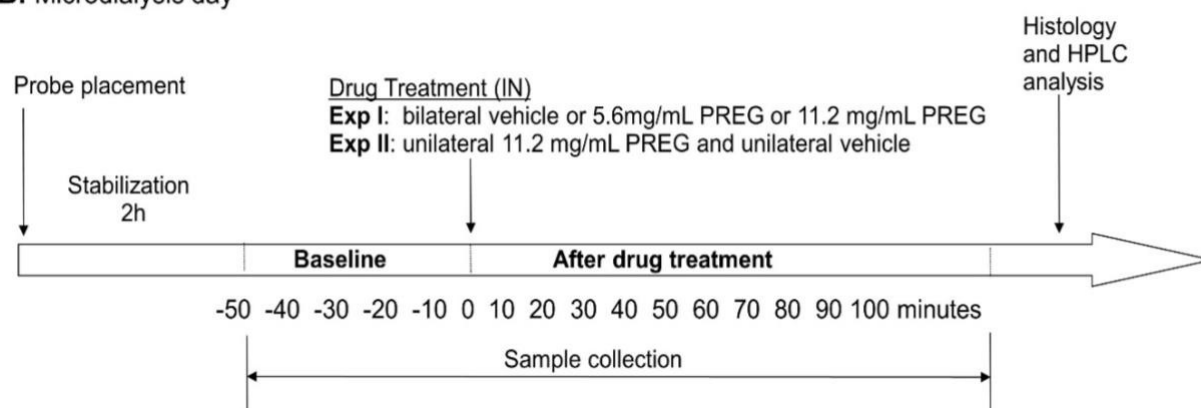 B. Microdialysis day
Histology
and HPLC
analysis
Probe placement
Drug Treatment (IN)
Exp I: bilateral vehicle or 5.6mg/mL PREG or 11.2 mg/mL PREG
Exp II: unilateral 11.2 mg/mL PREG and unilateral vehicle
Stabilization
2h
Baseline
After drug treatment
-50 -40 -30 -20 -10 0 10 20 30 40 50 60 70 80 90 100 minutes
Sample collection